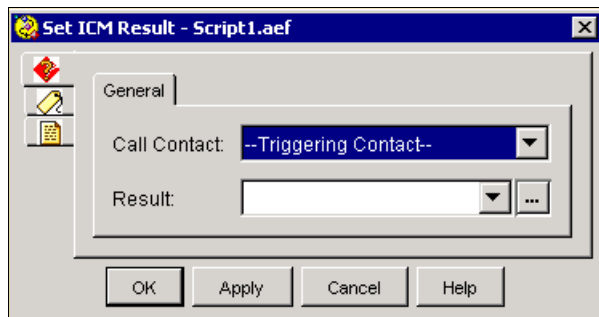 Set ICM Result - Script1.aef
General
Call Contact: --Triggering Contact--
Result: ...
OK Apply Cancel Help